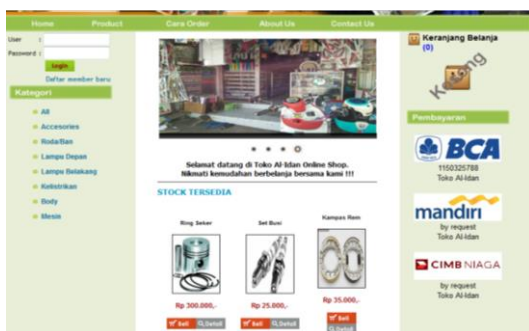 Home Product Cara Order About Us Contact Us
User :
Password :
Login
Daftar member baru
Kategori
All
Accesories
Roda/Ban
Lampu Depan
Lampu Belakang
Kelistrikan
Body
Mesin
Selamat datang di Toko Al-Idan Online Shop.
Nikmati kemudahan berbelanja bersama kami !!!
STOCK TERSEDIA
Ring Seker
Set Busi
Kampas Rem
Rp 300.000,-
Rp 25.000,-
Rp 35.000,-
Beli Detail
Beli Detail
Beli Detail
Keranjang Belanja
(0)
Kosong
Pembayaran
BCA
1150325788
Toko Al-Idan
mandiri
by request
Toko Al-Idan
CIMB NIAGA
by request
Toko Al-Idan